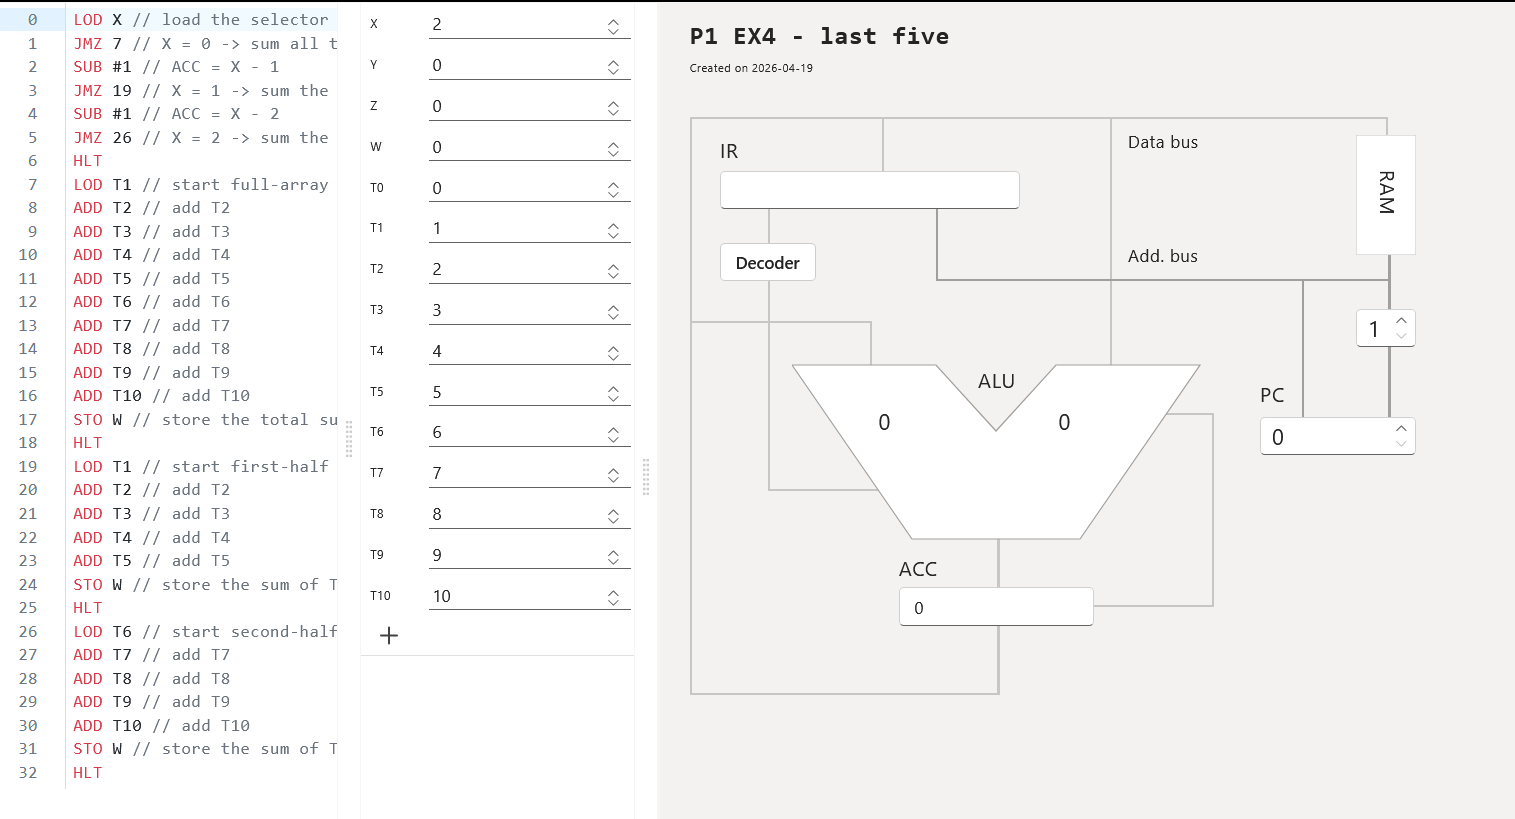 0 LOD X // load the selector
1 JMZ 7 // X = 0 -> sum all t
2 SUB #1 // ACC = X - 1
3 JMZ 19 // X = 1 -> sum the
4 SUB #1 // ACC = X - 2
5 JMZ 26 // X = 2 -> sum the
6 HLT
7 LOD T1 // start full-array
8 ADD T2 // add T2
9 ADD T3 // add T3
10 ADD T4 // add T4
11 ADD T5 // add T5
12 ADD T6 // add T6
13 ADD T7 // add T7
14 ADD T8 // add T8
15 ADD T9 // add T9
16 ADD T10 // add T10
17 STO W // store the total su
18 HLT
19 LOD T1 // start first-half
20 ADD T2 // add T2
21 ADD T3 // add T3
22 ADD T4 // add T4
23 ADD T5 // add T5
24 STO W // store the sum of T
25 HLT
26 LOD T6 // start second-half
27 ADD T7 // add T7
28 ADD T8 // add T8
29 ADD T9 // add T9
30 ADD T10 // add T10
31 STO W // store the sum of T
32 HLT
X 2
Y 0
Z 0
W 0
T0 0
T1 1
T2 2
T3 3
T4 4
T5 5
T6 6
T7 7
T8 8
T9 9
T10 10
P1 EX4 - last five
Created on 2026-04-19
Data bus
IR
RAM
Add. bus
Decoder
1
ALU
PC
0 0
0
ACC
0